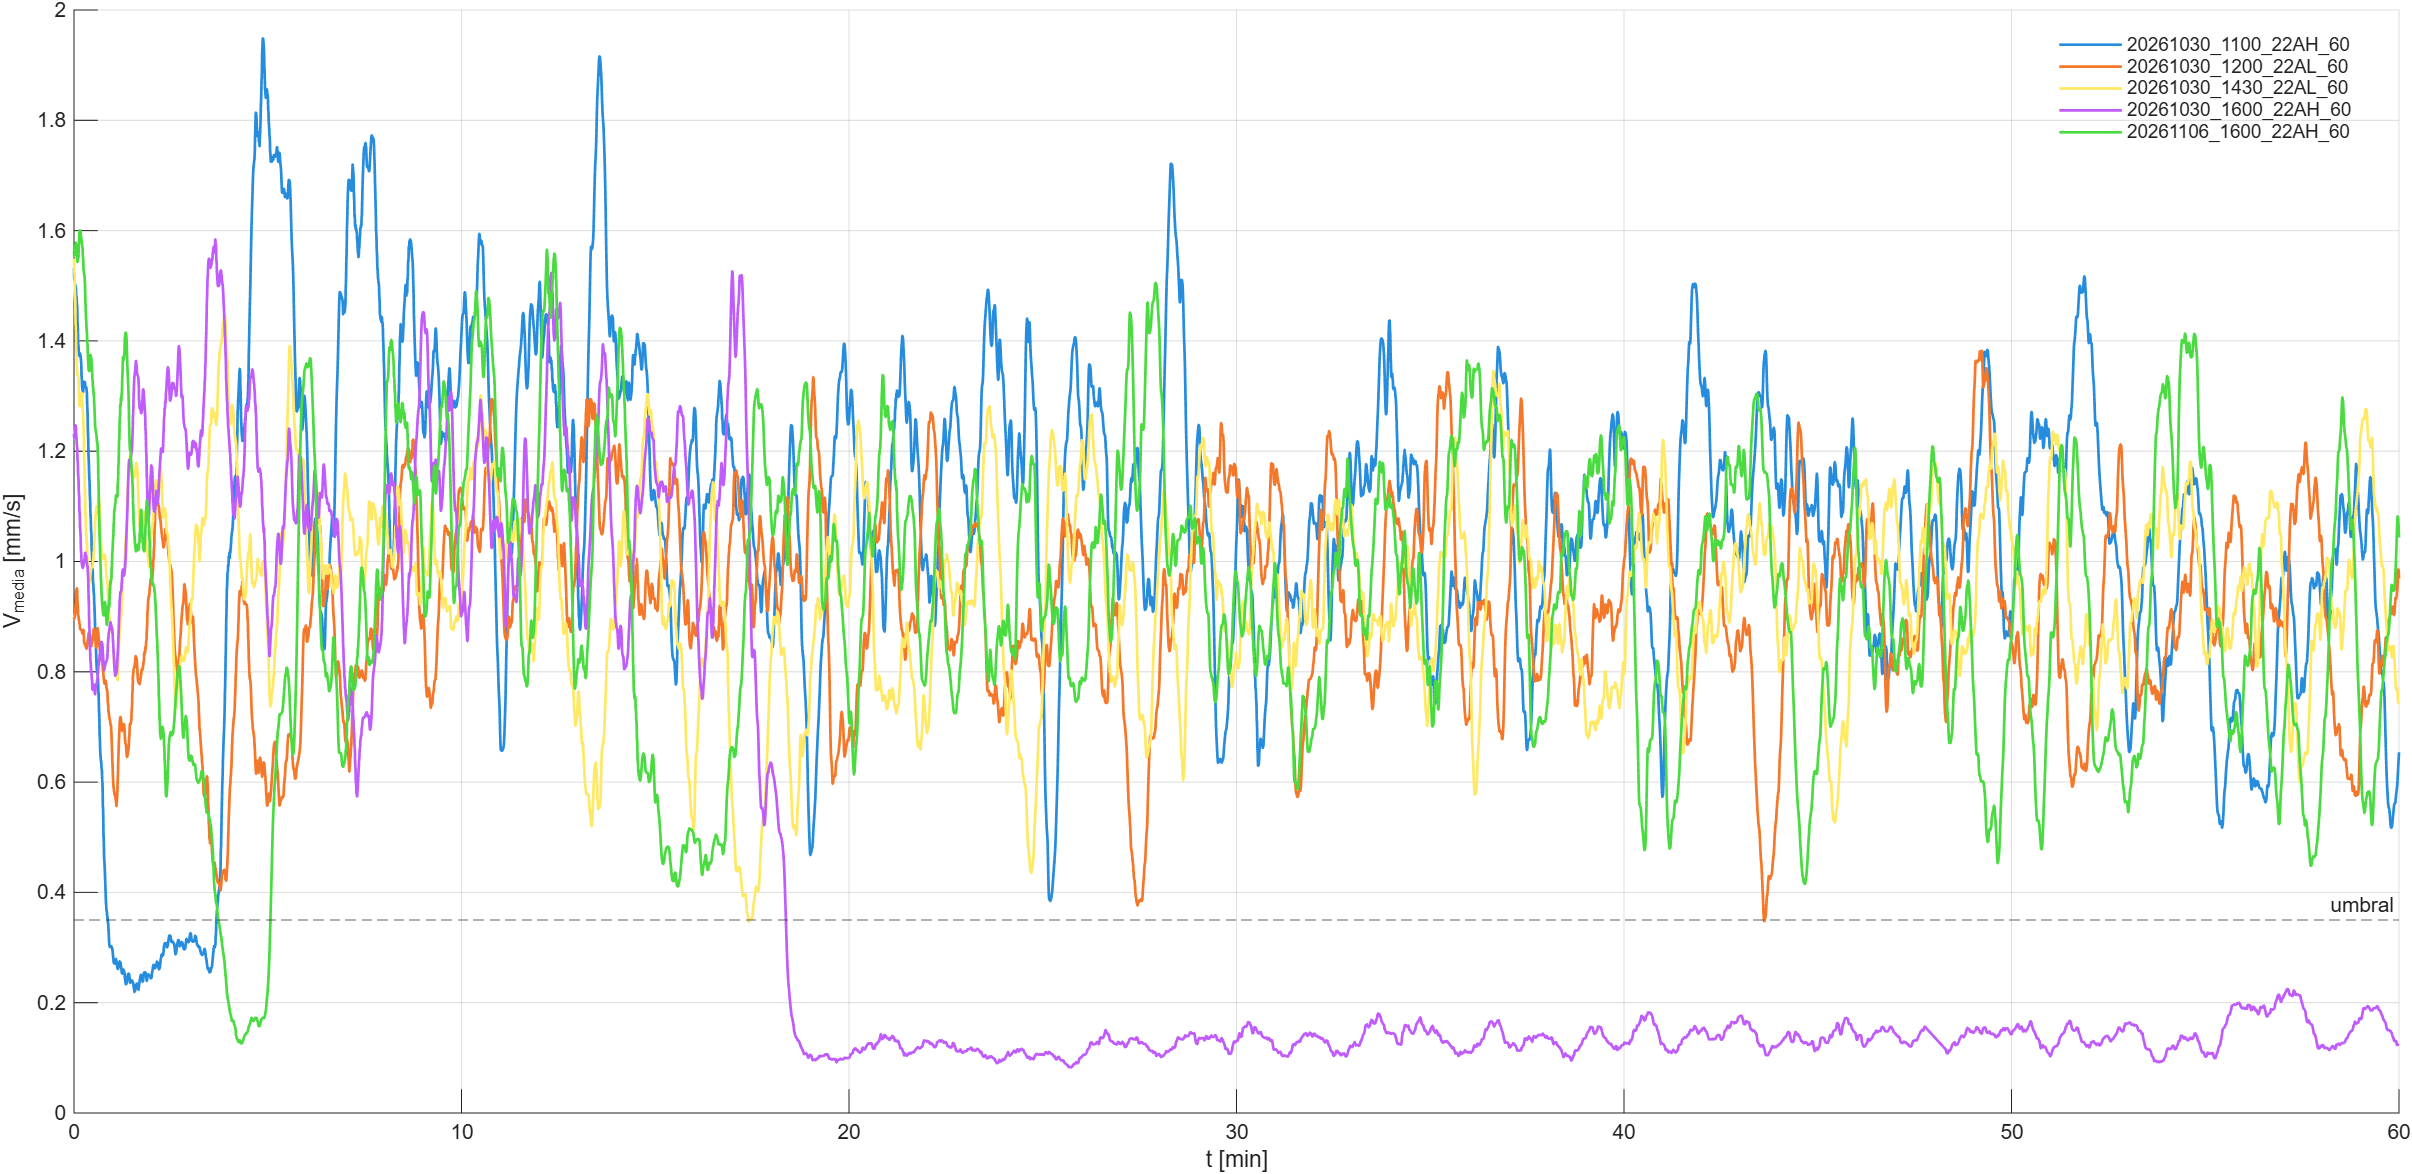 2
1.8
1.6
1.4
1.2
1
0.8
0.6
0.4
0.2
0
V_media [mm/s]
20261030_1100_22AH_60
20261030_1200_22AL_60
20261030_1430_22AL_60
20261030_1600_22AH_60
20261106_1600_22AH_60
umbral
0 10 20 30 40 50 60
t [min]